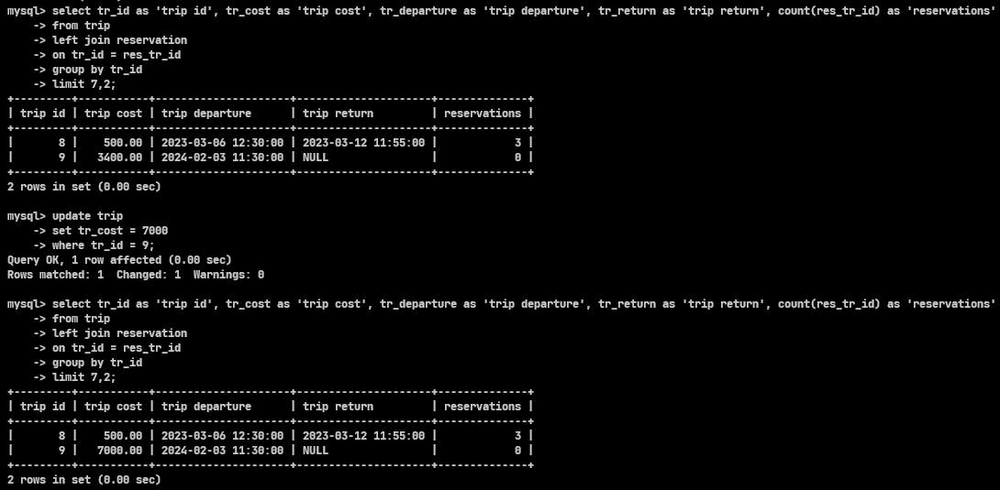 mysql> select tr_id as 'trip id', tr_cost as 'trip cost', tr_departure as 'trip departure', tr_return as 'trip return', count(res_tr_id) as 'reservations'
    -> from trip
    -> left join reservation
    -> on tr_id = res_tr_id
    -> group by tr_id
    -> limit 7,2;
+---------+-----------+---------------------+---------------------+--------------+
| trip id | trip cost | trip departure      | trip return         | reservations |
+---------+-----------+---------------------+---------------------+--------------+
|       8 |    500.00 | 2023-03-06 12:30:00 | 2023-03-12 11:55:00 |            3 |
|       9 |   3400.00 | 2024-02-03 11:30:00 | NULL                |            0 |
+---------+-----------+---------------------+---------------------+--------------+
2 rows in set (0.00 sec)

mysql> update trip
    -> set tr_cost = 7000
    -> where tr_id = 9;
Query OK, 1 row affected (0.00 sec)
Rows matched: 1  Changed: 1  Warnings: 0

mysql> select tr_id as 'trip id', tr_cost as 'trip cost', tr_departure as 'trip departure', tr_return as 'trip return', count(res_tr_id) as 'reservations'
    -> from trip
    -> left join reservation
    -> on tr_id = res_tr_id
    -> group by tr_id
    -> limit 7,2;
+---------+-----------+---------------------+---------------------+--------------+
| trip id | trip cost | trip departure      | trip return         | reservations |
+---------+-----------+---------------------+---------------------+--------------+
|       8 |    500.00 | 2023-03-06 12:30:00 | 2023-03-12 11:55:00 |            3 |
|       9 |   7000.00 | 2024-02-03 11:30:00 | NULL                |            0 |
+---------+-----------+---------------------+---------------------+--------------+
2 rows in set (0.00 sec)